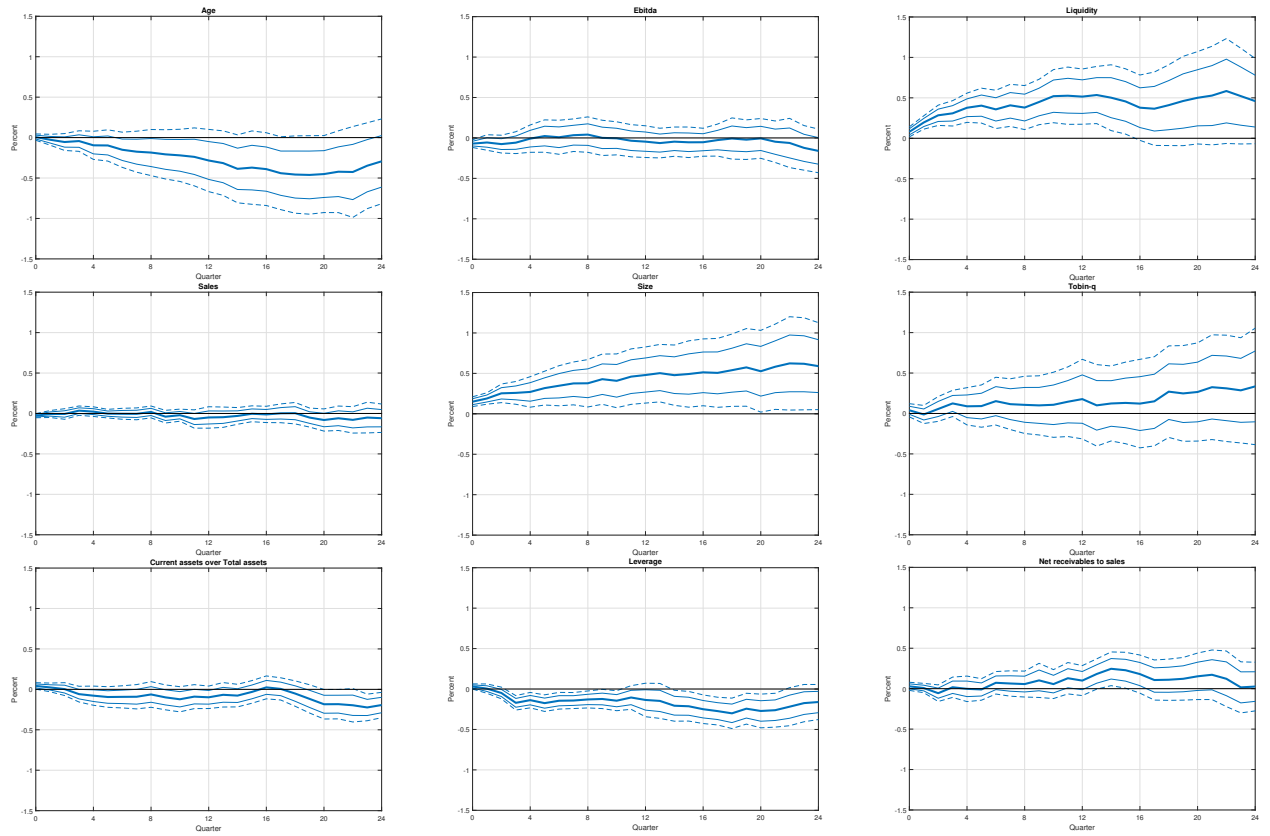 Age
Percent
1.5
1
0.5
0
-0.5
-1
-1.5
0 4 8 12 16 20 24
Quarter
Ebitda
Percent
1.5
1
0.5
0
-0.5
-1
-1.5
0 4 8 12 16 20 24
Quarter
Liquidity
Percent
1.5
1
0.5
0
-0.5
-1
-1.5
0 4 8 12 16 20 24
Quarter
Sales
Percent
1.5
1
0.5
0
-0.5
-1
-1.5
0 4 8 12 16 20 24
Quarter
Size
Percent
1.5
1
0.5
0
-0.5
-1
-1.5
0 4 8 12 16 20 24
Quarter
Tobin-q
Percent
1.5
1
0.5
0
-0.5
-1
-1.5
0 4 8 12 16 20 24
Quarter
Current assets over Total assets
Percent
1.5
1
0.5
0
-0.5
-1
-1.5
0 4 8 12 16 20 24
Quarter
Leverage
Percent
1.5
1
0.5
0
-0.5
-1
-1.5
0 4 8 12 16 20 24
Quarter
Net receivables to sales
Percent
1.5
1
0.5
0
-0.5
-1
-1.5
0 4 8 12 16 20 24
Quarter